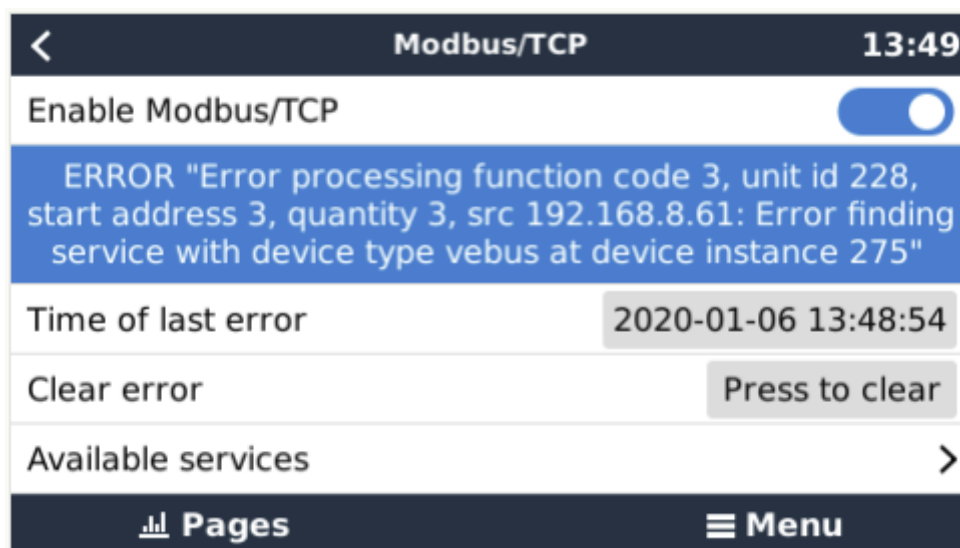 Modbus/TCP 13:49
Enable Modbus/TCP
ERROR "Error processing function code 3, unit id 228,
start address 3, quantity 3, src 192.168.8.61: Error finding
service with device type vebus at device instance 275"
Time of last error 2020-01-06 13:48:54
Clear error Press to clear
Available services
Pages Menu